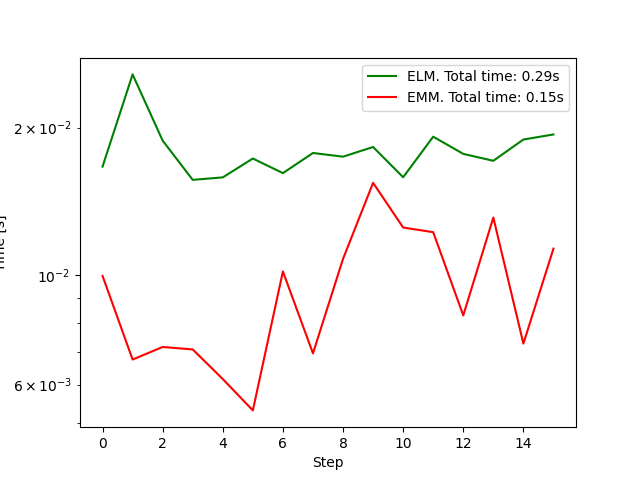 ELM. Total time: 0.29s
EMM. Total time: 0.15s
2 × 10⁻²
10⁻²
6 × 10⁻³
[s]
0 2 4 6 8 10 12 14
Step